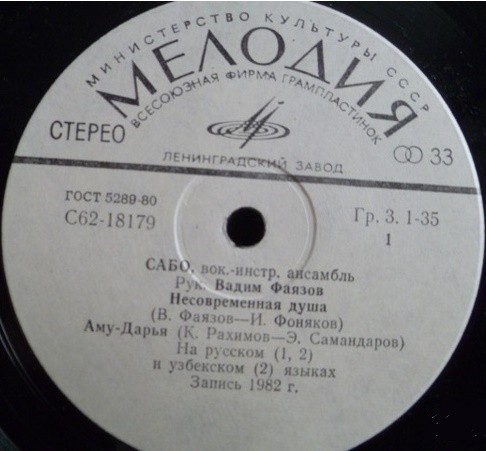 МИНИСТЕРСТВО КУЛЬТУРЫ СССР
МЕЛОДИЯ
ВСЕСОЮЗНАЯ ФИРМА ГРАМПЛАСТИНОК
СТЕРЕО
33
ЛЕНИНГРАДСКИЙ ЗАВОД
ГОСТ 5289-80
С62-18179
Гр. 3. 1-35
1
САБО, вок.-инстр. ансамбль
Рук. Вадим Фаязов
Несовременная душа
(В. Фаязов—И. Фоняков)
Аму-Дарья (К. Рахимов—Э. Самандаров)
На русском (1, 2)
и узбекском (2) языках
Запись 1982 г.